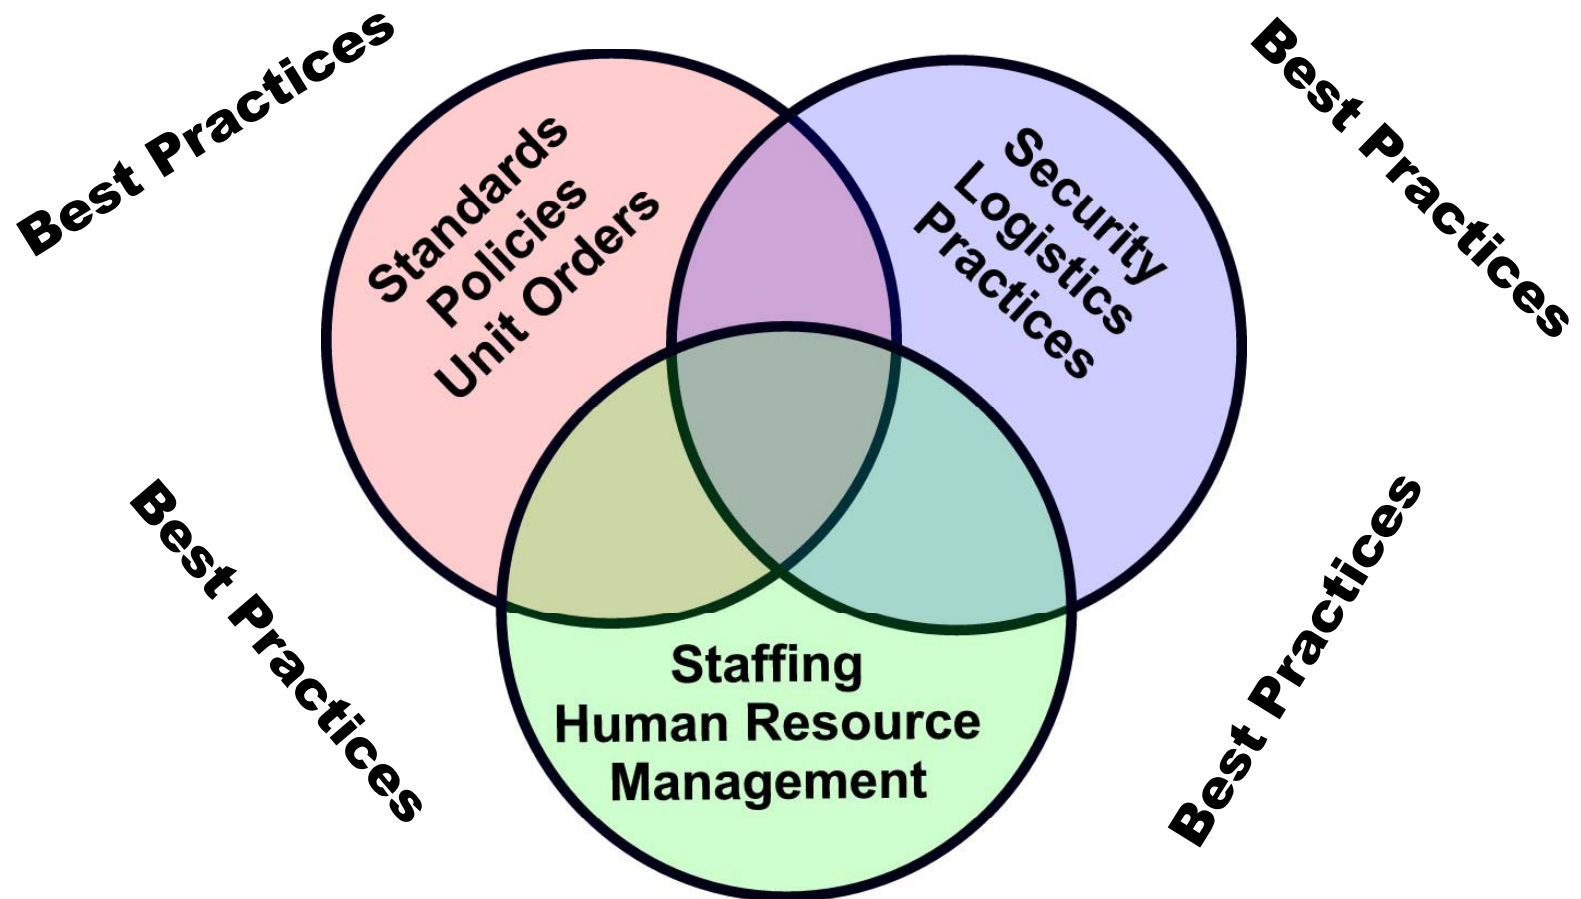 Best Practices
Best Practices
Standards
Policies
Unit Orders
Security
Logistics
Practices
Best Practices
Best Practices
Staffing
Human Resource
Management